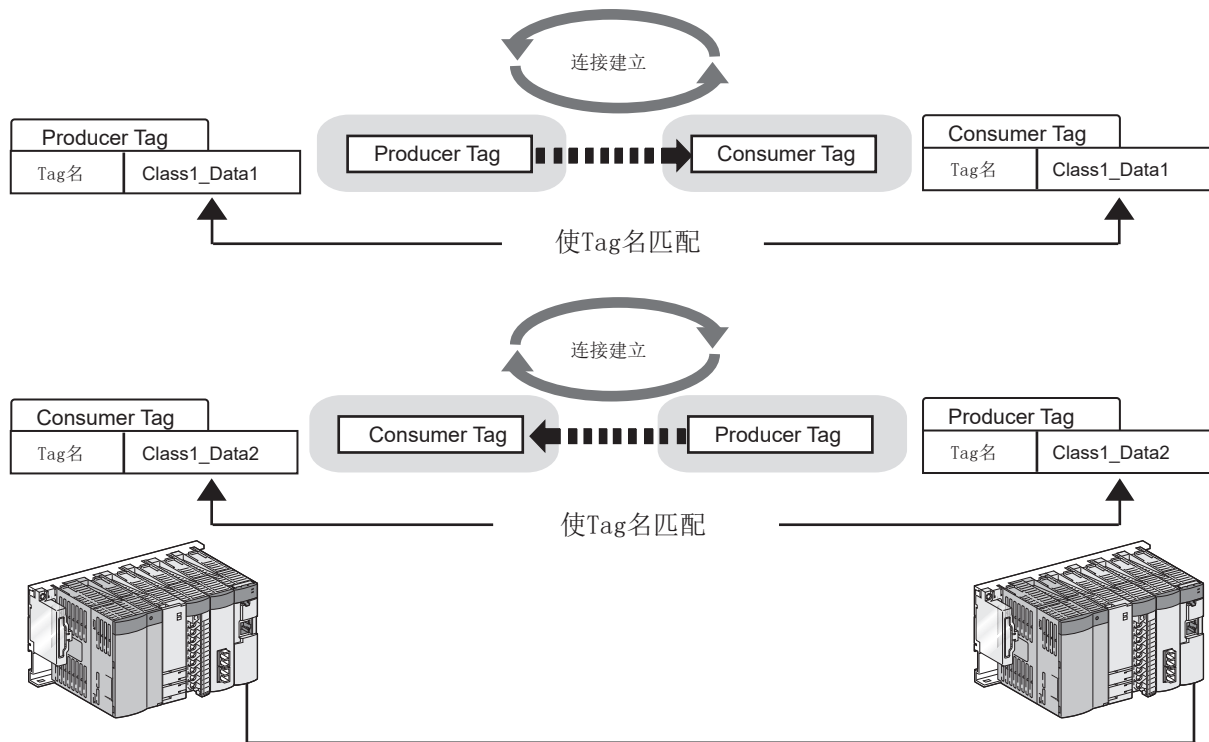 连接建立
Producer Tag
Tag名 Class1_Data1
Producer Tag
Consumer Tag
Consumer Tag
Tag名 Class1_Data1
使Tag名匹配
连接建立
Consumer Tag
Tag名 Class1_Data2
Consumer Tag
Producer Tag
Producer Tag
Tag名 Class1_Data2
使Tag名匹配